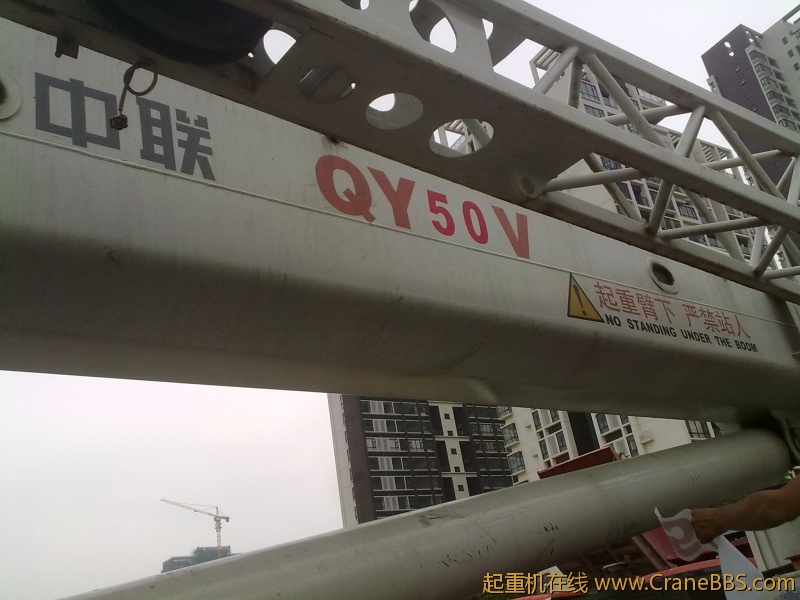 中联
QY50V
起重臂下 严禁站人
NO STANDING UNDER THE BOOM
起重机在线 www.CraneBBS.com